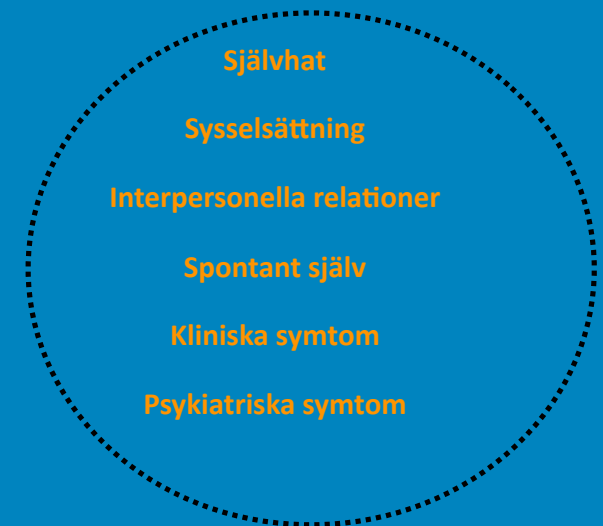 Självhat
Sysselsättning
Interpersonella relationer
Spontant själv
Kliniska symtom
Psykiatriska symtom